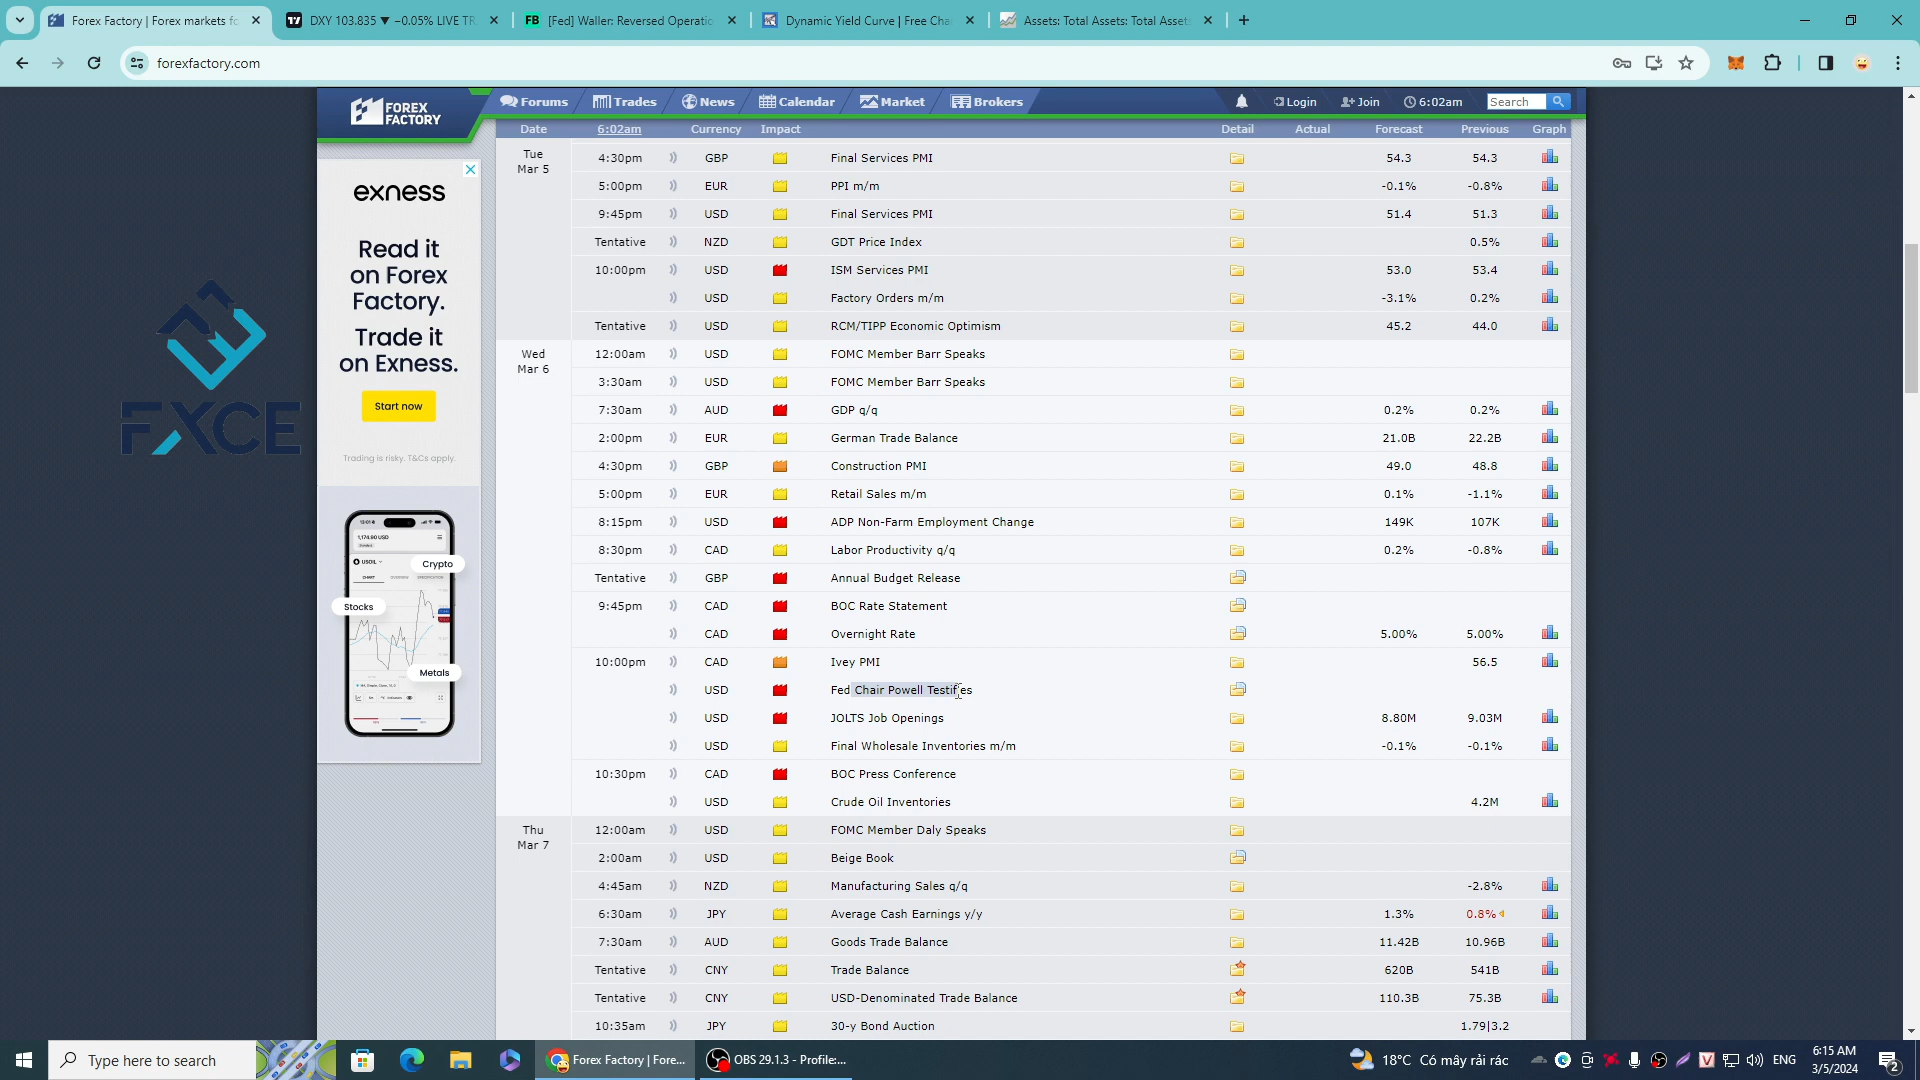 Forex Factory | Forex markets fo
DXY 103.835 ▼ −0.05% LIVE TR
FB [Fed] Waller: Reversed Operatio
Dynamic Yield Curve | Free Cha
Assets: Total Assets: Total Assets
forexfactory.com
FOREX FACTORY
Forums Trades News Calendar Market Brokers Login Join 6:02am Search
Date 6:02am Currency Impact Detail Actual Forecast Previous Graph
Tue Mar 5 4:30pm GBP Final Services PMI 54.3 54.3
5:00pm EUR PPI m/m -0.1% -0.8%
9:45pm USD Final Services PMI 51.4 51.3
Tentative NZD GDT Price Index 0.5%
10:00pm USD ISM Services PMI 53.0 53.4
USD Factory Orders m/m -3.1% 0.2%
Tentative USD RCM/TIPP Economic Optimism 45.2 44.0
Wed Mar 6 12:00am USD FOMC Member Barr Speaks
3:30am USD FOMC Member Barr Speaks
7:30am AUD GDP q/q 0.2% 0.2%
2:00pm EUR German Trade Balance 21.0B 22.2B
4:30pm GBP Construction PMI 49.0 48.8
5:00pm EUR Retail Sales m/m 0.1% -1.1%
8:15pm USD ADP Non-Farm Employment Change 149K 107K
8:30pm CAD Labor Productivity q/q 0.2% -0.8%
Tentative GBP Annual Budget Release
9:45pm CAD BOC Rate Statement
CAD Overnight Rate 5.00% 5.00%
10:00pm CAD Ivey PMI 56.5
USD Fed Chair Powell Testifies
USD JOLTS Job Openings 8.80M 9.03M
USD Final Wholesale Inventories m/m -0.1% -0.1%
10:30pm CAD BOC Press Conference
USD Crude Oil Inventories 4.2M
Thu Mar 7 12:00am USD FOMC Member Daly Speaks
2:00am USD Beige Book
4:45am NZD Manufacturing Sales q/q -2.8%
6:30am JPY Average Cash Earnings y/y 1.3% 0.8%
7:30am AUD Goods Trade Balance 11.42B 10.96B
Tentative CNY Trade Balance 620B 541B
Tentative CNY USD-Denominated Trade Balance 110.3B 75.3B
10:35am JPY 30-y Bond Auction 1.79|3.2
exness
Read it
on Forex
Factory.
Trade it
on Exness.
Start now
Trading is risky. T&Cs apply.
1,174.90 USD
USOIL
CHART
Crypto
Stocks
Metals
FXCE
Type here to search
Forex Factory | Fore...
OBS 29.1.3 - Profile:...
18°C Có mây rải rác
ENG
6:15 AM
3/5/2024
2